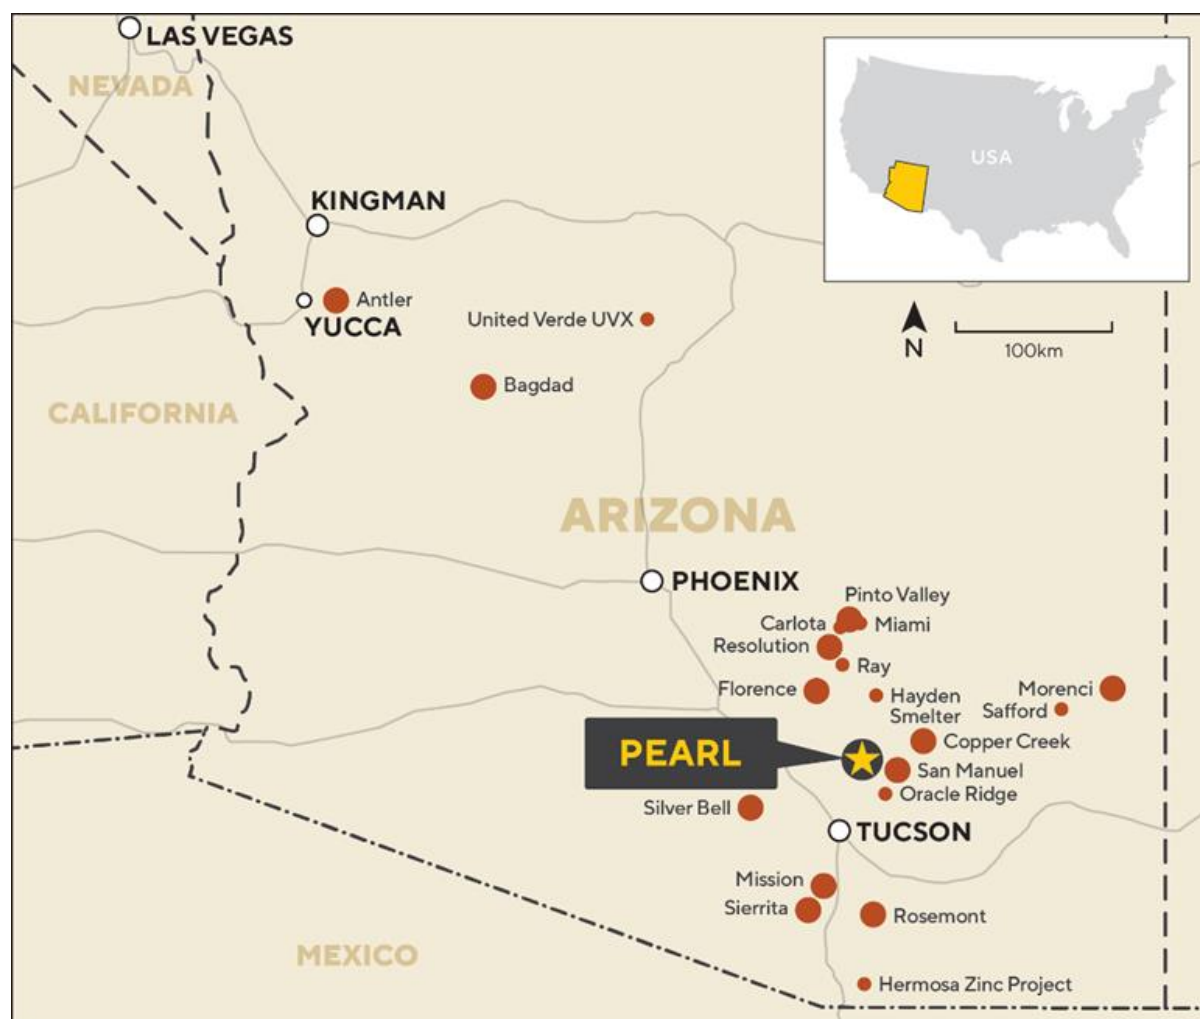 LAS VEGAS
NEVADA
USA
KINGMAN
Antler
YUCCA
United Verde UVX
N
100km
Bagdad
CALIFORNIA
ARIZONA
PHOENIX
Pinto Valley
Carlota
Miami
Resolution
Ray
Florence
Hayden
Smelter
Morenci
Safford
Copper Creek
PEARL
San Manuel
Oracle Ridge
Silver Bell
TUCSON
Mission
Sierrita
Rosemont
MEXICO
Hermosa Zinc Project